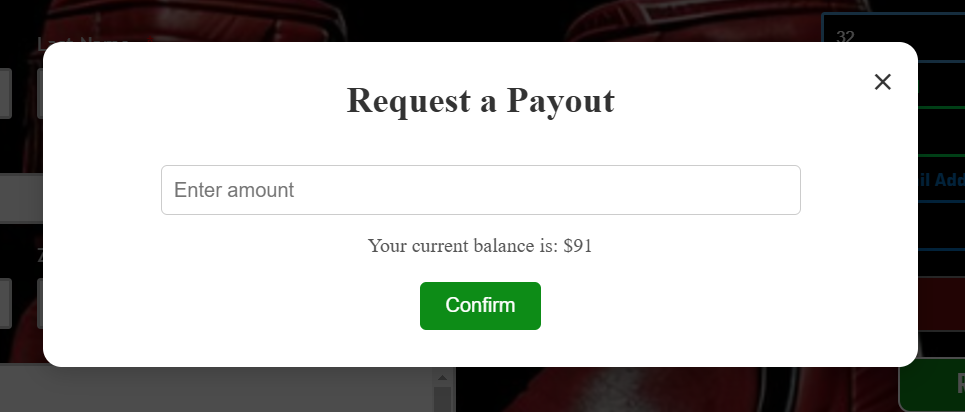 Last Name
32
Request a Payout
Enter amount
il Add
Your current balance is: $91
Confirm